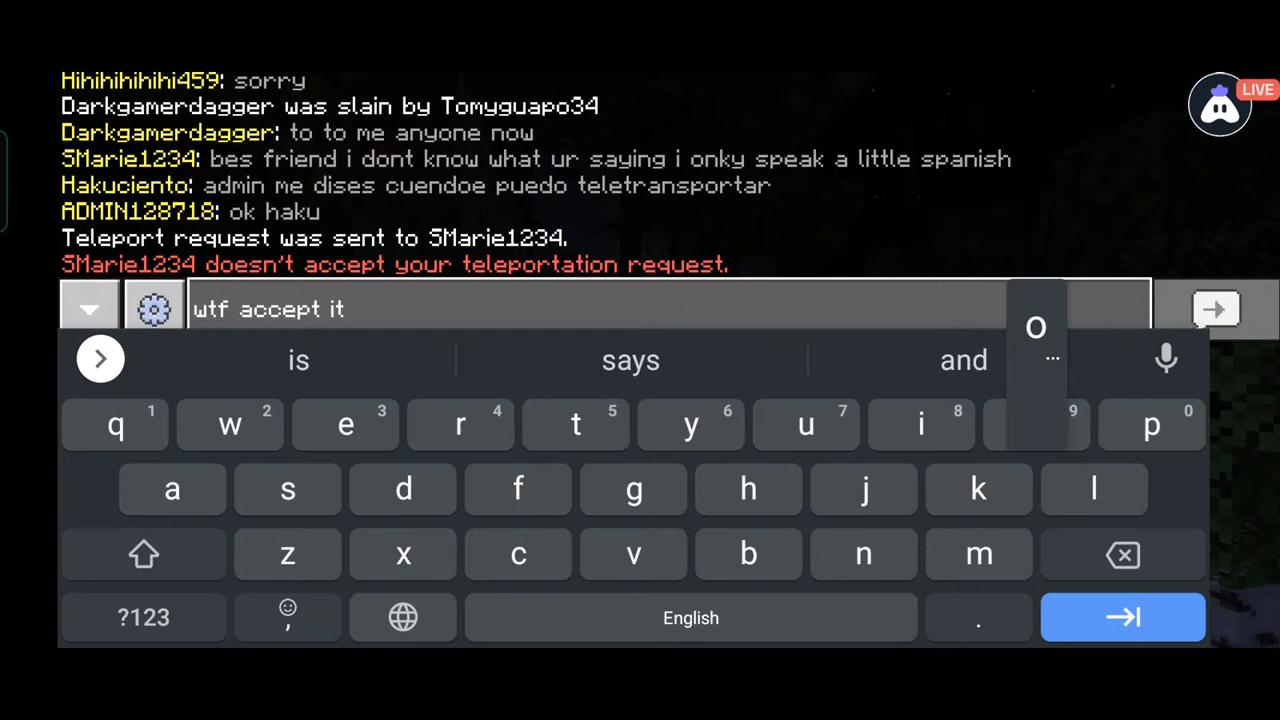 Hihihihihihi459: sorry
LIVE
Darkgamerdagger was slain by Tomyguapo34
Darkgamerdagger: to to me anyone now
SMarie1234: bes friend i dont know what ur saying i onky speak a little spanish
Hakuciento: admin me dises cuendoe puedo teletransportar
ADMIN128718: ok haku
Teleport request was sent to SMarie1234.
SMarie1234 doesn't accept your teleportation request.
wtf accept it
o
...
is says and
q 1 w 2 e 3 r 4 t 5 y 6 u 7 i 8 9 p 0
a s d f g h j k l
z x c v b n m
?123 , English .